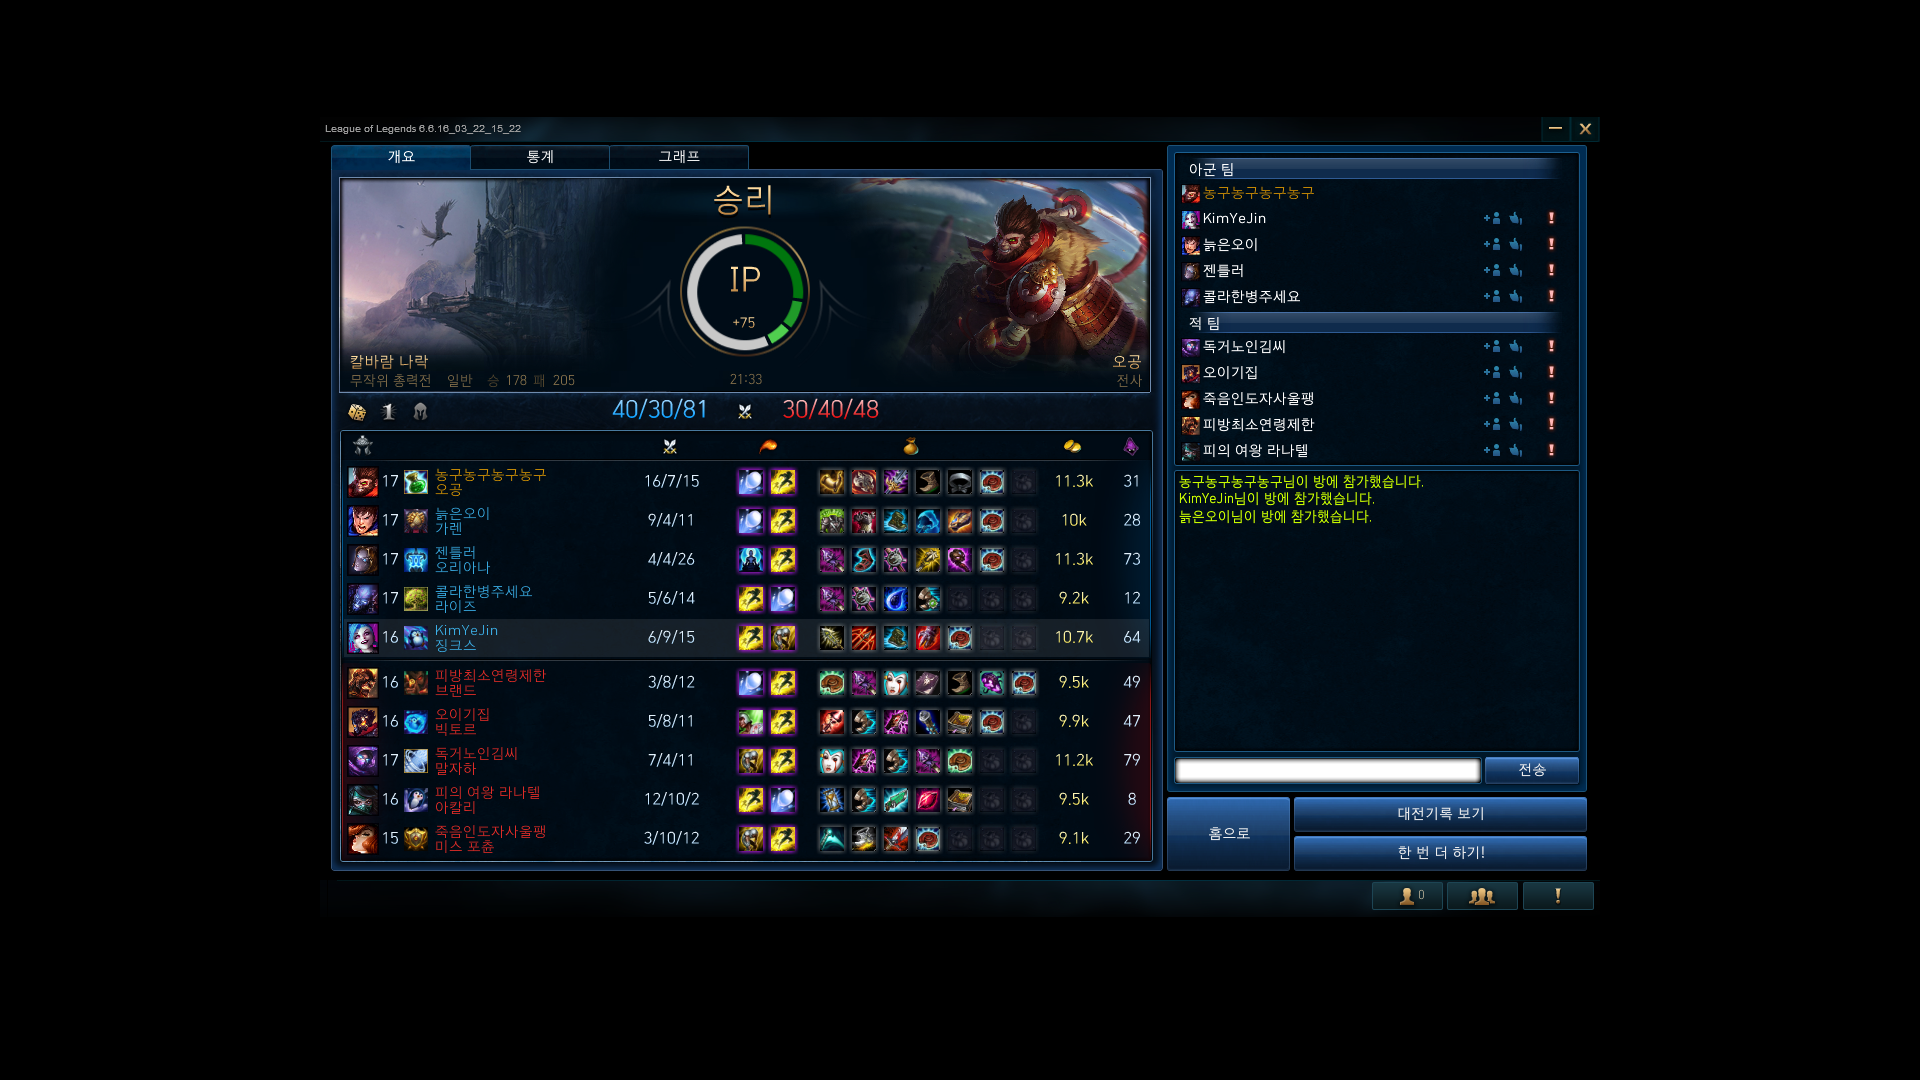 League of Legends 6.6.16_03_22_15_22
개요 통계 그래프
승리
IP
+75
칼바람 나락
무작위 총력전 일반 승 178 패 205
21:33
오공
전사
40/30/81 30/40/48
17 농구농구농구농구 16/7/15 11.3k 31
오공
17 늙은오이 9/4/11 10k 28
가렌
17 젠틀러 4/4/26 11.3k 73
오리아나
17 콜라한병주세요 5/6/14 9.2k 12
라이즈
16 KimYeJin 6/9/15 10.7k 64
징크스
16 피방최소연령제한 3/8/12 9.5k 49
브랜드
16 오이기집 5/8/11 9.9k 47
빅토르
17 독거노인김씨 7/4/11 11.2k 79
말자하
16 피의 여왕 라나텔 12/10/2 9.5k 8
아칼리
15 죽음인도자사울팽 3/10/12 9.1k 29
미스 포츈
아군 팀
농구농구농구농구
KimYeJin
늙은오이
젠틀러
콜라한병주세요
적 팀
독거노인김씨
오이기집
죽음인도자사울팽
피방최소연령제한
피의 여왕 라나텔
농구농구농구농구님이 방에 참가했습니다.
KimYeJin님이 방에 참가했습니다.
늙은오이님이 방에 참가했습니다.
전송
홈으로
대전기록 보기
한 번 더 하기!
0